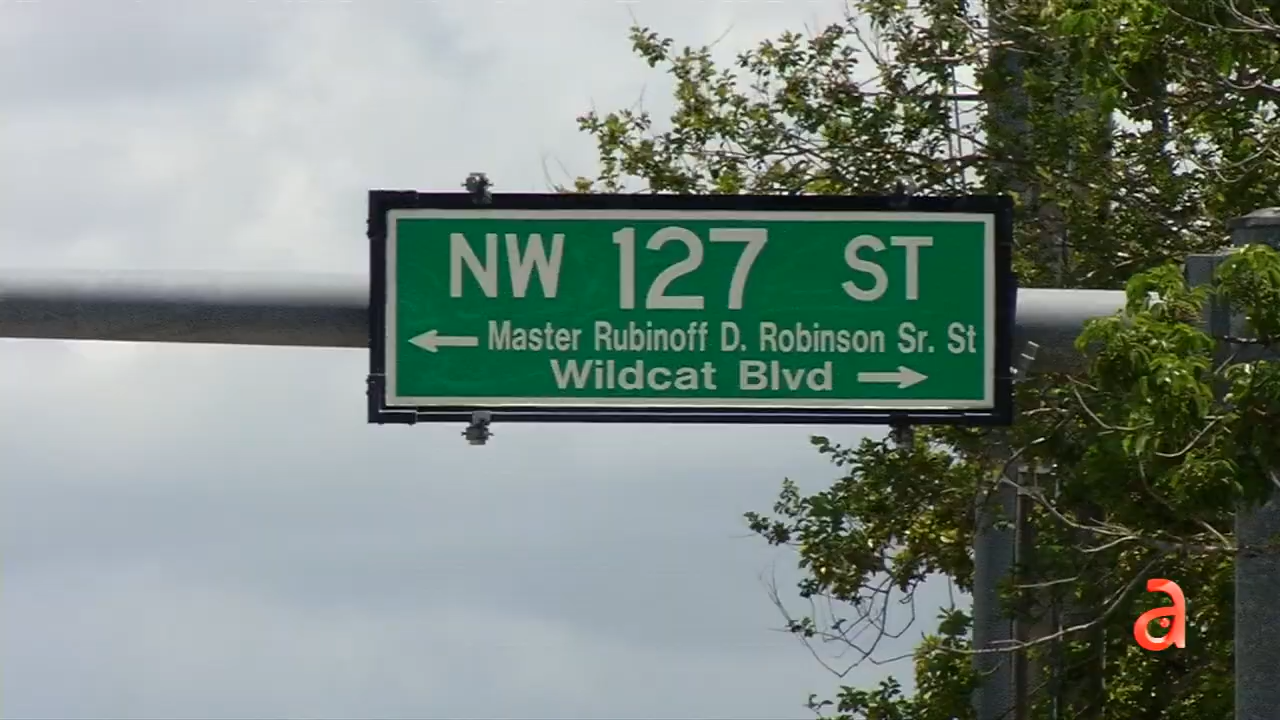 NW 127 ST
← Master Rubinoff D. Robinson Sr. St
Wildcat Blvd →
a